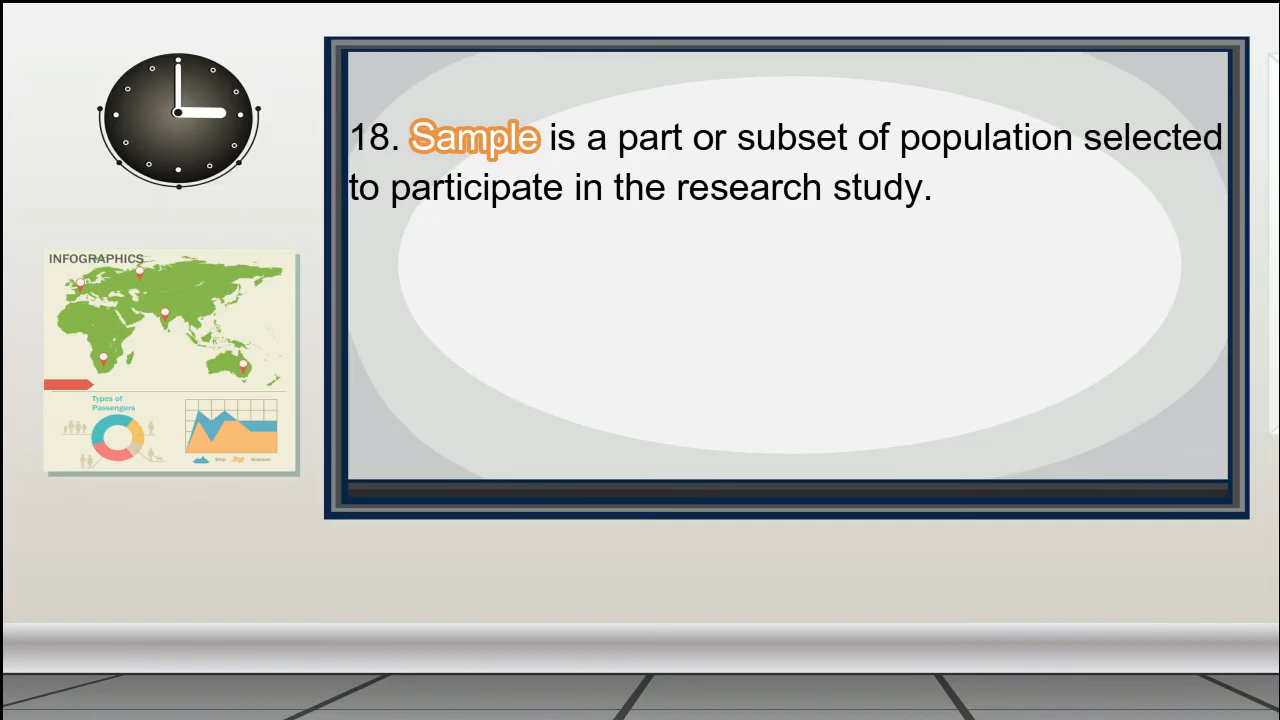 18. Sample is a part or subset of population selected
to participate in the research study.
INFOGRAPHICS
Types of
Passengers